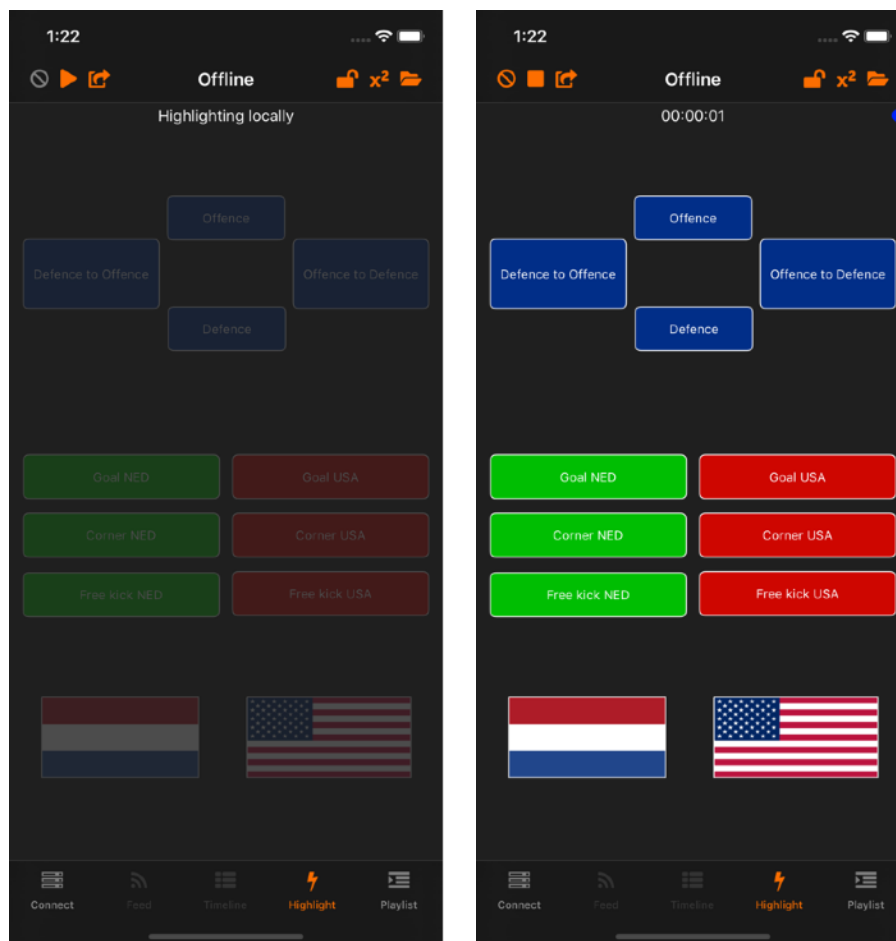 1:22
Offline
x²
Highlighting locally
Offence
Defence to Offence
Offence to Defence
Defence
Goal NED
Goal USA
Corner NED
Corner USA
Free kick NED
Free kick USA
Connect
Feed
Timeline
Highlight
Playlist
1:22
Offline
x²
00:00:01
Offence
Defence to Offence
Offence to Defence
Defence
Goal NED
Goal USA
Corner NED
Corner USA
Free kick NED
Free kick USA
Connect
Feed
Timeline
Highlight
Playlist